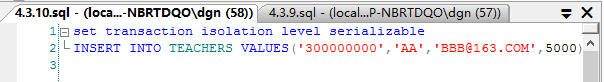 4.3.10.sql - (loca...-NBRTDQO\dgn (58)) 4.3.9.sql - (local...P-NBRTDQO\dgn (57))
1 set transaction isolation level serializable
2 INSERT INTO TEACHERS VALUES('300000000','AA','BBB@163.COM',5000)